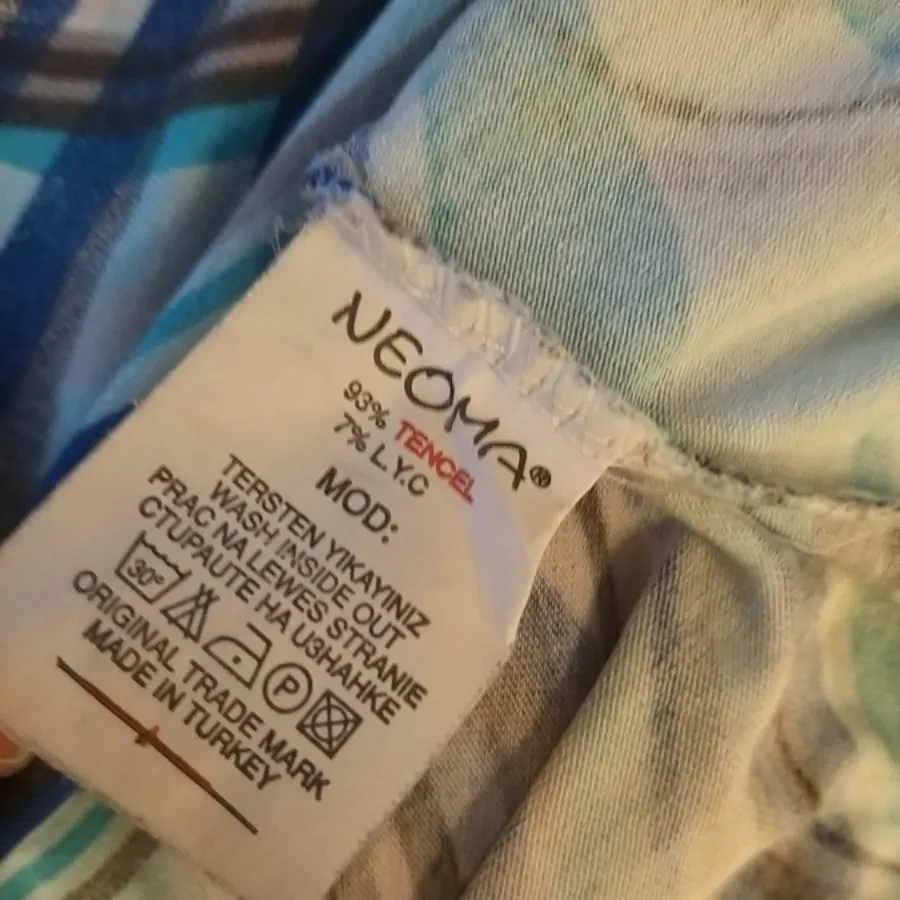 NEOMA®
93% TENCEL
7% L.Y.C
MOD:
TERSTEN YIKAYINIZ
WASH INSIDE OUT
PRAC NA LEWES STRANIE
CTUPAUTE HA U3HAHKE
30° P
ORIGINAL TRADE MARK
MADE IN TURKEY